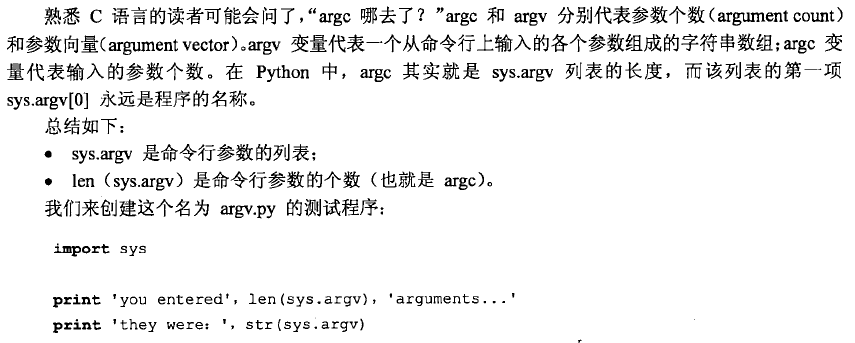 熟悉 C 语言的读者可能会问了,“argc 哪去了?”argc 和 argv 分别代表参数个数(argument count)
和参数向量(argument vector)。argv 变量代表一个从命令行上输入的各个参数组成的字符串数组;argc 变
量代表输入的参数个数。在 Python 中,argc 其实就是 sys.argv 列表的长度,而该列表的第一项
sys.argv[0] 永远是程序的名称。
总结如下:
● sys.argv 是命令行参数的列表;
● len(sys.argv)是命令行参数的个数(也就是 argc)。
我们来创建这个名为 argv.py 的测试程序:
import sys
print 'you entered', len(sys.argv), 'arguments...'
print 'they were: ', str(sys.argv)